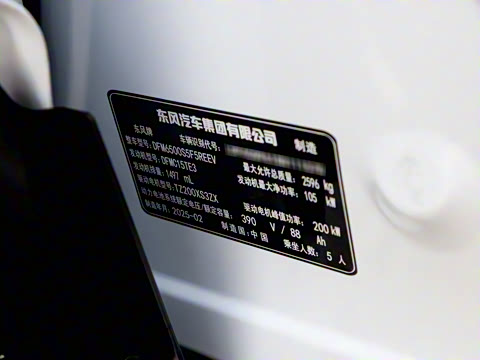 东风汽车集团有限公司 制造
东风牌 车辆识别代号:
整车型号:DFM6500S5F5REEV 最大允许总质量:2596 kg
发动机型号:DFMC15TE3 发动机最大净功率:105 kW
发动机排量:1497 mL
驱动电机型号:TZ200XS3ZX 驱动电机峰值功率:200 kW
动力电池系统额定电压/额定容量:390 V / 88 Ah
制造年月:2025-02 制造国:中国 乘坐人数:5 人